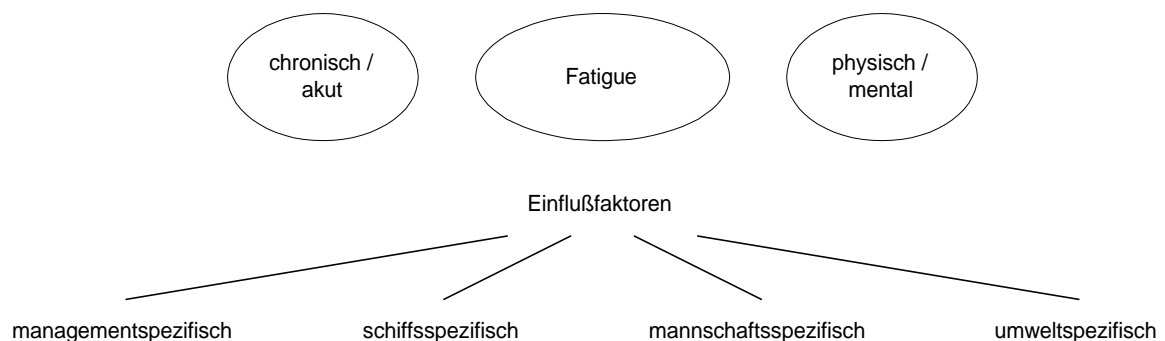 chronisch /
akut
Fatigue
physisch /
mental
Einflußfaktoren
managementspezifisch
schiffsspezifisch
mannschaftsspezifisch
umweltspezifisch